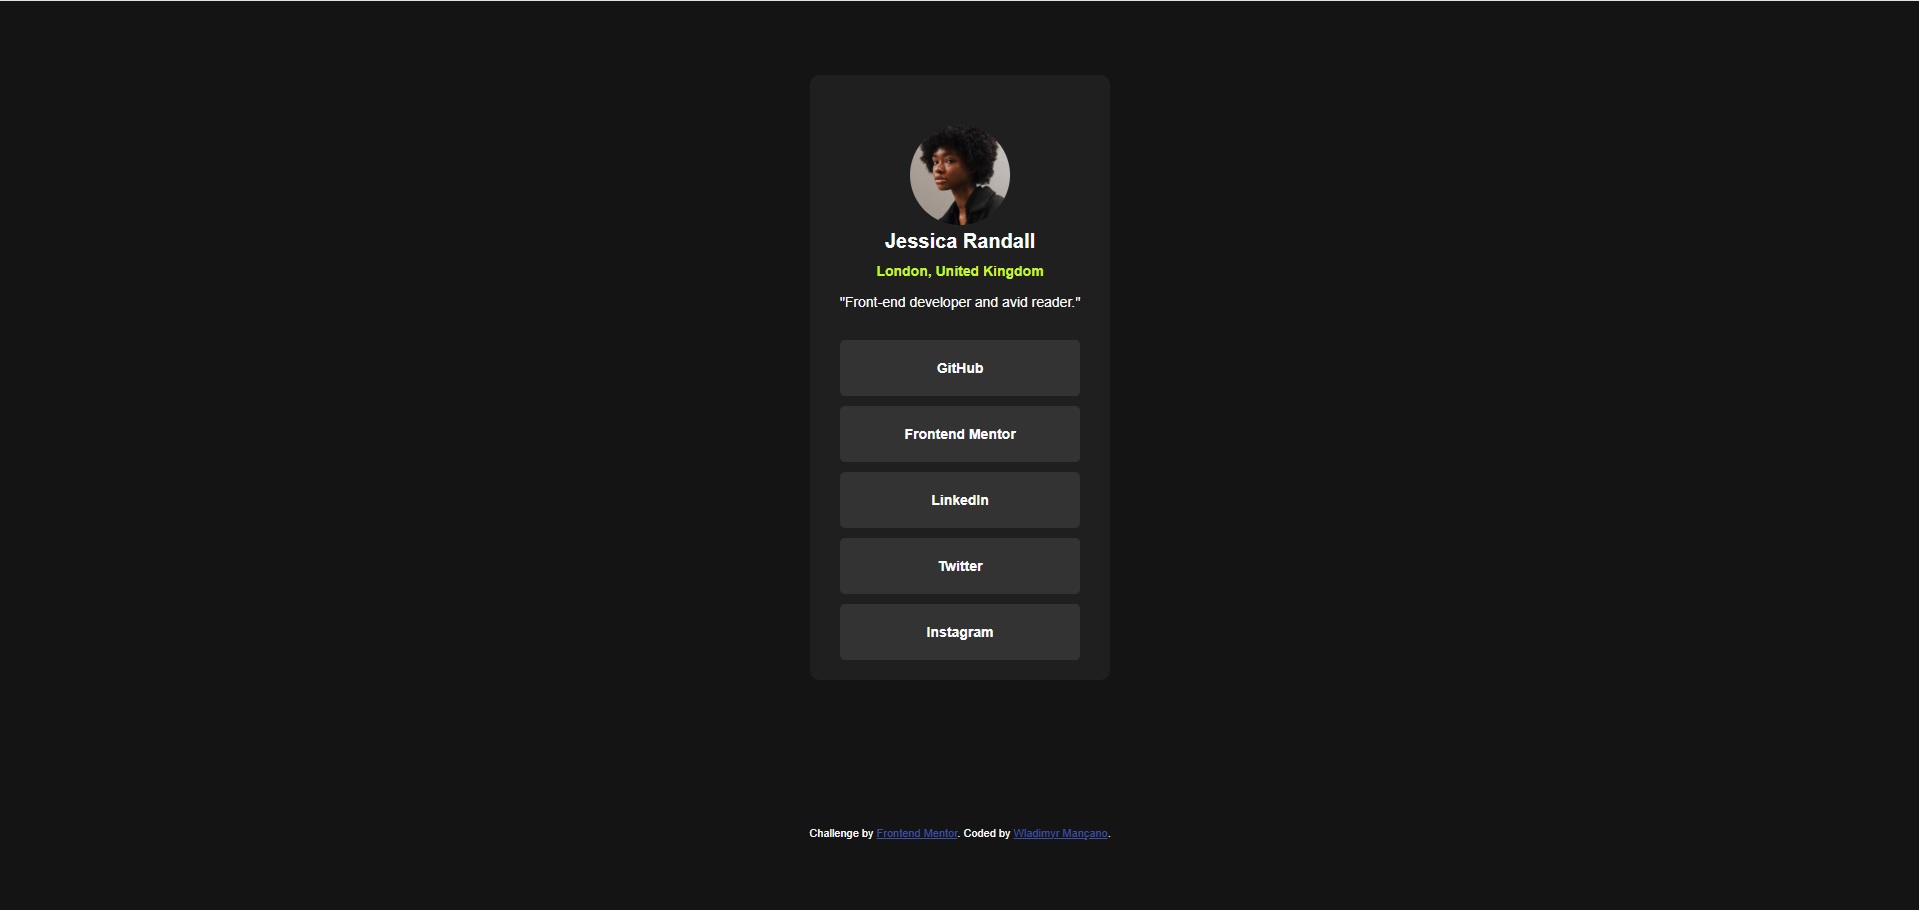 Jessica Randall
London, United Kingdom
"Front-end developer and avid reader."
GitHub
Frontend Mentor
LinkedIn
Twitter
Instagram
Challenge by Frontend Mentor. Coded by Wladimyr Mançano.